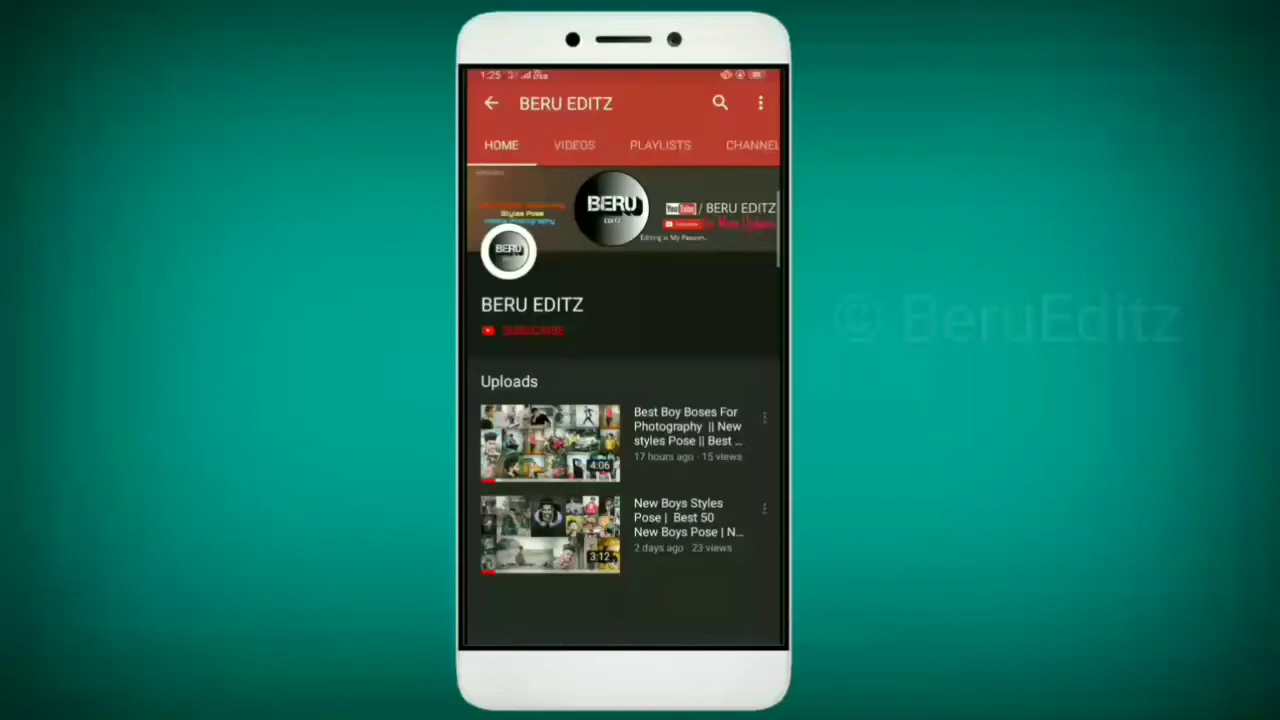 1:25
BERU EDITZ
HOME VIDEOS PLAYLISTS CHANNEL
BERU
EDITZ
Styles Pose
YouTube / BERU EDITZ
Subscribe
Editing is My Passion..
BERU
BERU EDITZ
SUBSCRIBE
© BeruEditz
Uploads
Best Boy Boses For
Photography || New
styles Pose || Best ...
17 hours ago · 15 views
4:06
New Boys Styles
Pose | Best 50
New Boys Pose | N...
2 days ago · 23 views
3:12